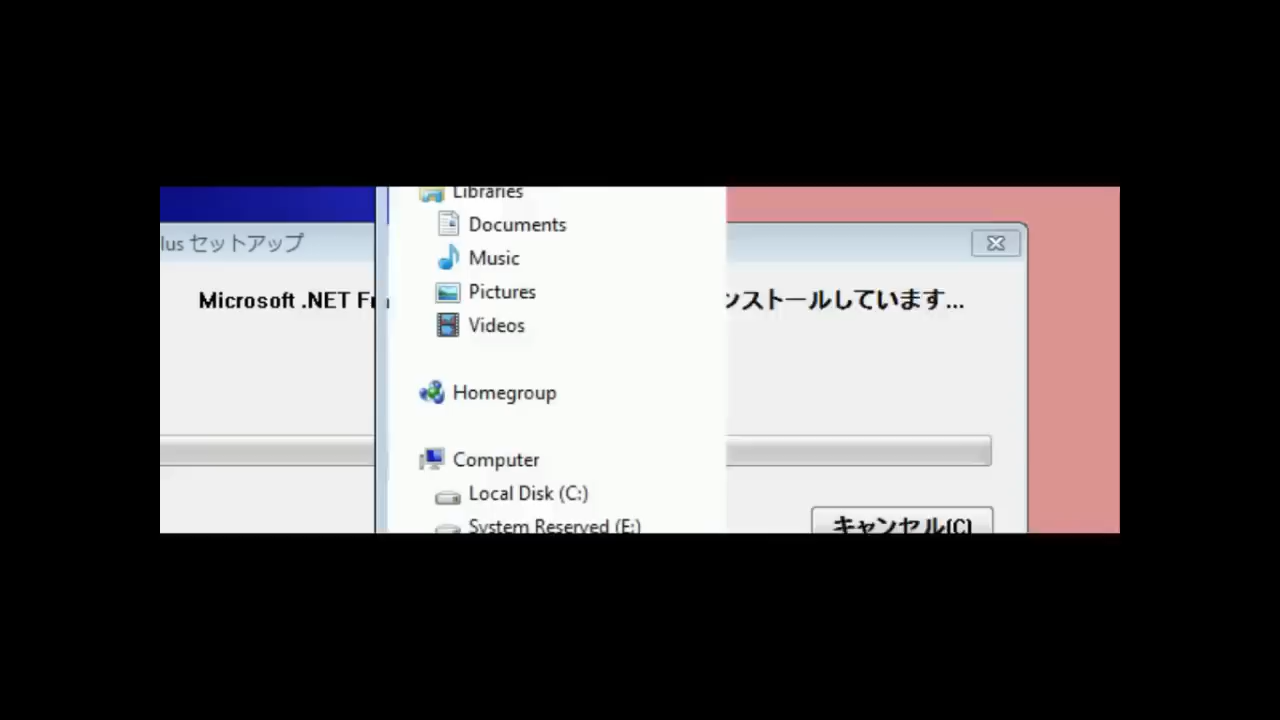 lus セットアップ
Microsoft .NET Fr
ンストールしています...
Libraries
Documents
Music
Pictures
Videos
Homegroup
Computer
Local Disk (C:)
System Reserved (E:)
キャンセル(C)